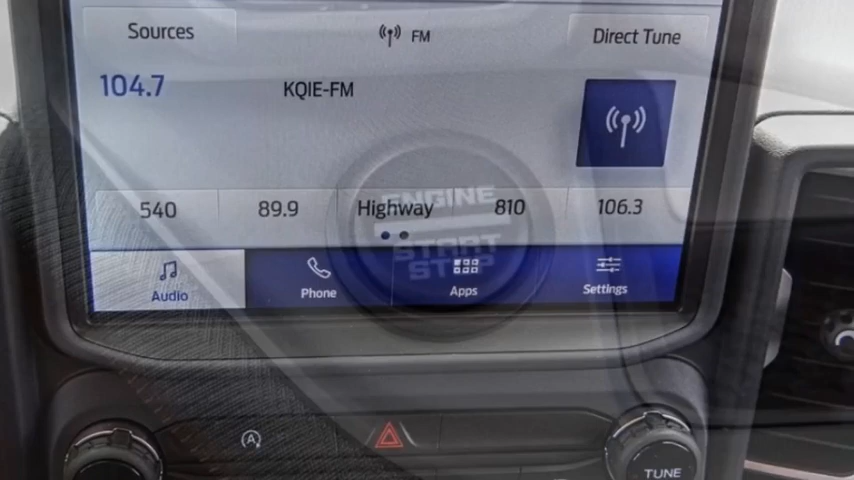 Sources
FM
Direct Tune
104.7
KQIE-FM
540
89.9
Highway
810
106.3
ENGINE
START
STOP
Audio
Phone
Apps
Settings
A
TUNE